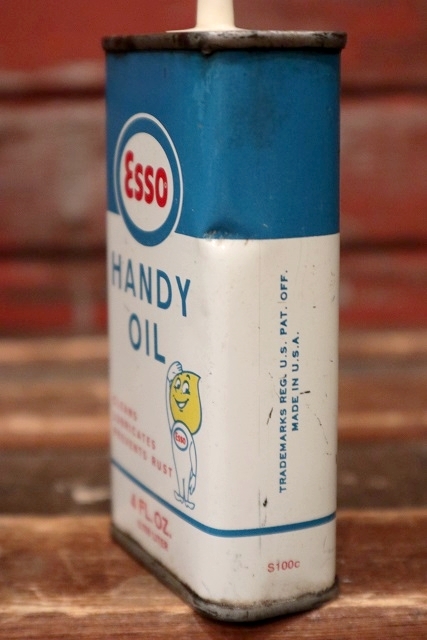 Esso
HANDY
OIL
CLEANS
LUBRICATES
PREVENTS RUST
Esso
4 FL. OZ.
TRADEMARKS REG. U.S. PAT. OFF.
MADE IN U.S.A.
S100c